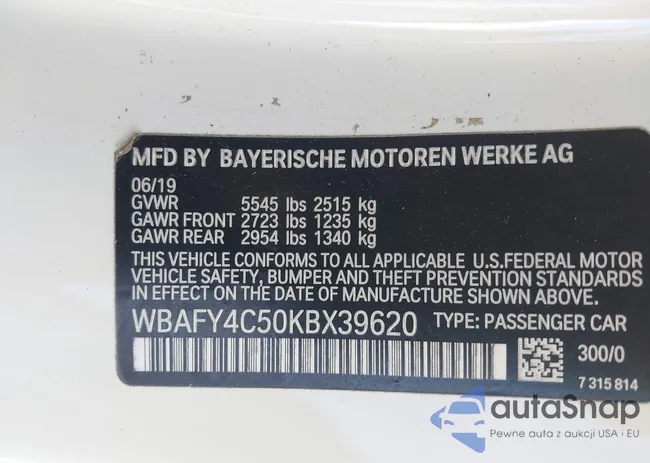 MFD BY BAYERISCHE MOTOREN WERKE AG
06/19
GVWR 5545 lbs 2515 kg
GAWR FRONT 2723 lbs 1235 kg
GAWR REAR 2954 lbs 1340 kg
THIS VEHICLE CONFORMS TO ALL APPLICABLE U.S.FEDERAL MOTOR
VEHICLE SAFETY, BUMPER AND THEFT PREVENTION STANDARDS
IN EFFECT ON THE DATE OF MANUFACTURE SHOWN ABOVE.
WBAFY4C50KBX39620 TYPE: PASSENGER CAR
300/0
7 315 814
autaSnap
Pewne auta z aukcji USA i EU